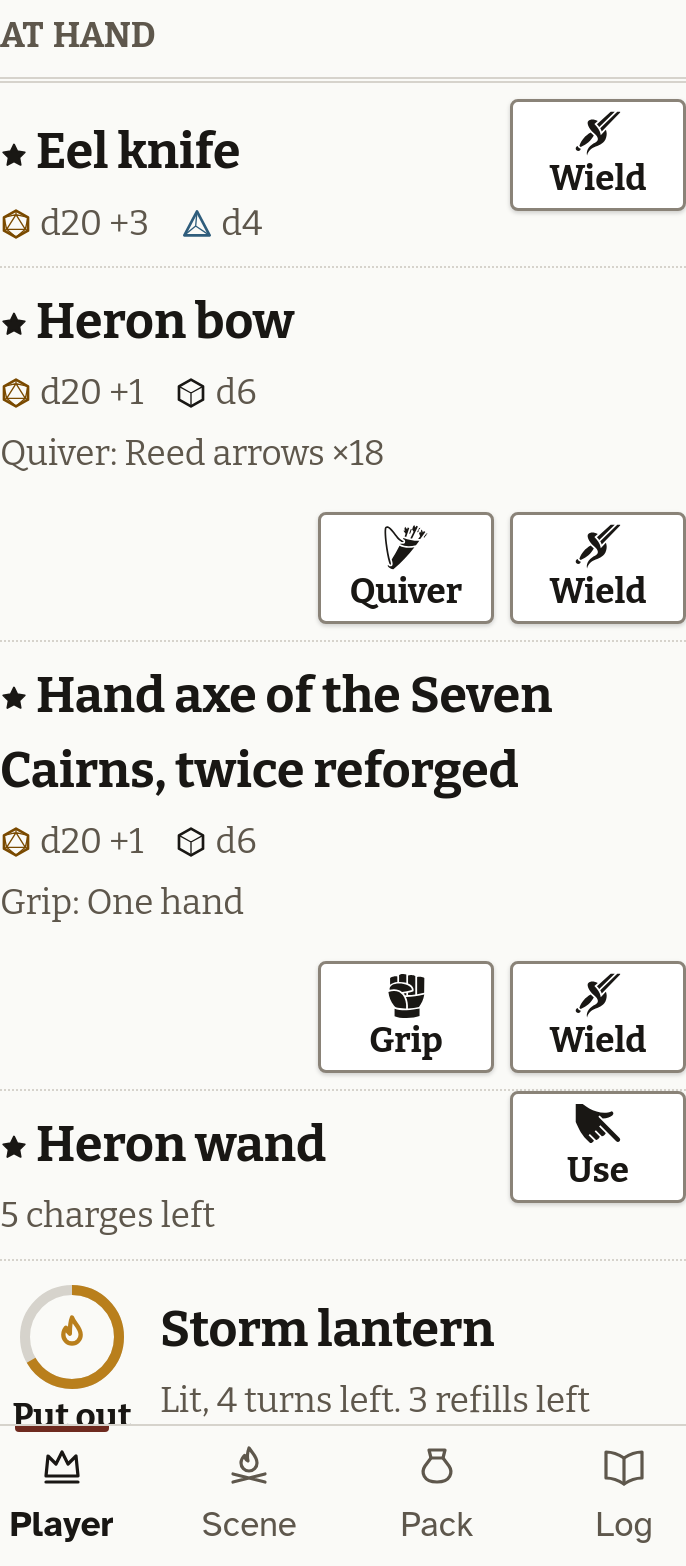 AT HAND
Eel knife
Wield
d20 +3 d4
Heron bow
d20 +1 d6
Quiver: Reed arrows ×18
Quiver Wield
Hand axe of the Seven
Cairns, twice reforged
d20 +1 d6
Grip: One hand
Grip Wield
Heron wand
Use
5 charges left
Storm lantern
Lit, 4 turns left. 3 refills left
Put out
Player Scene Pack Log